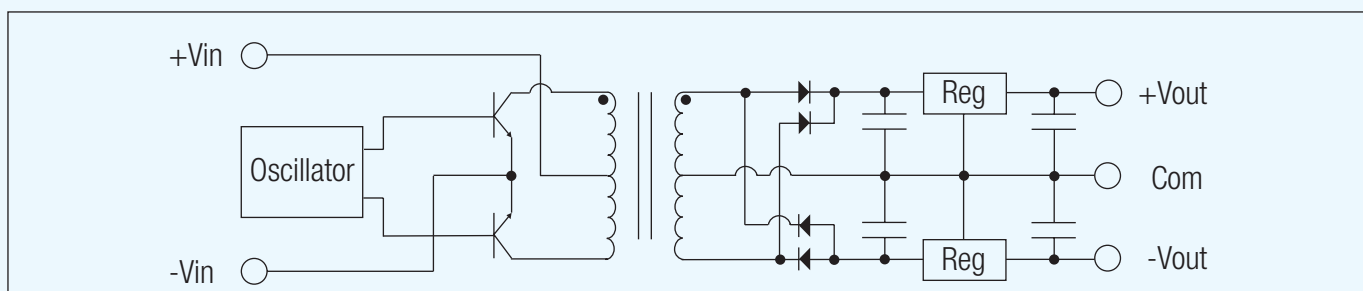 +Vin
Reg
+Vout
Oscillator
Com
-Vin
Reg
-Vout